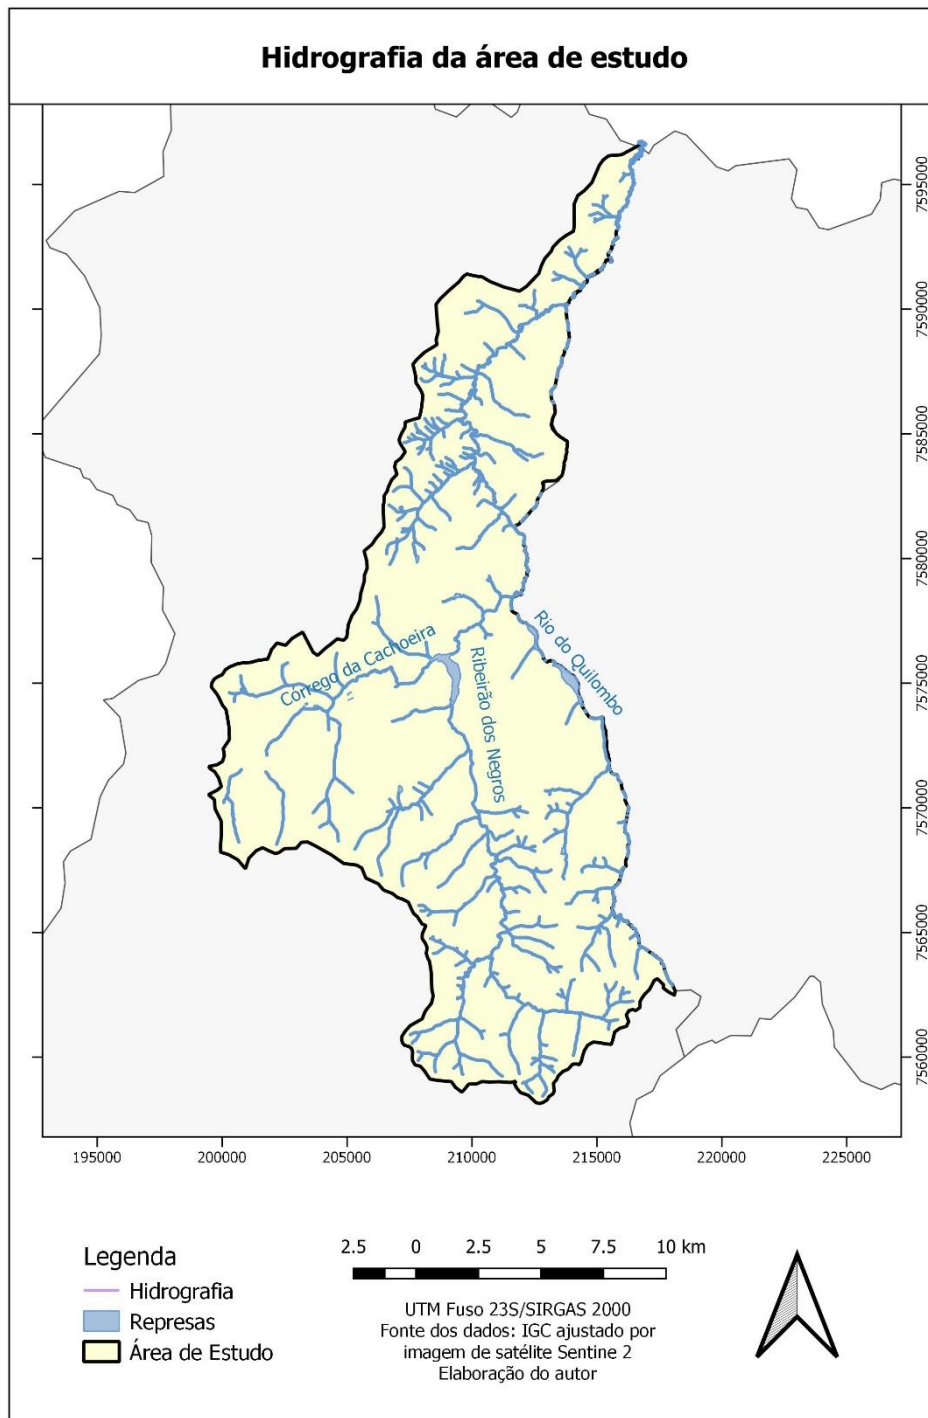 Hidrografia da área de estudo
7595000
7590000
7585000
7580000
7575000
7570000
7565000
7560000
Rio do Quilombo
Córrego da Cachoeira
Ribeirão dos Negros
195000 200000 205000 210000 215000 220000 225000
Legenda
Hidrografia
Represas
Área de Estudo
2.5 0 2.5 5 7.5 10 km
UTM Fuso 23S/SIRGAS 2000
Fonte dos dados: IGC ajustado por
imagem de satélite Sentine 2
Elaboração do autor